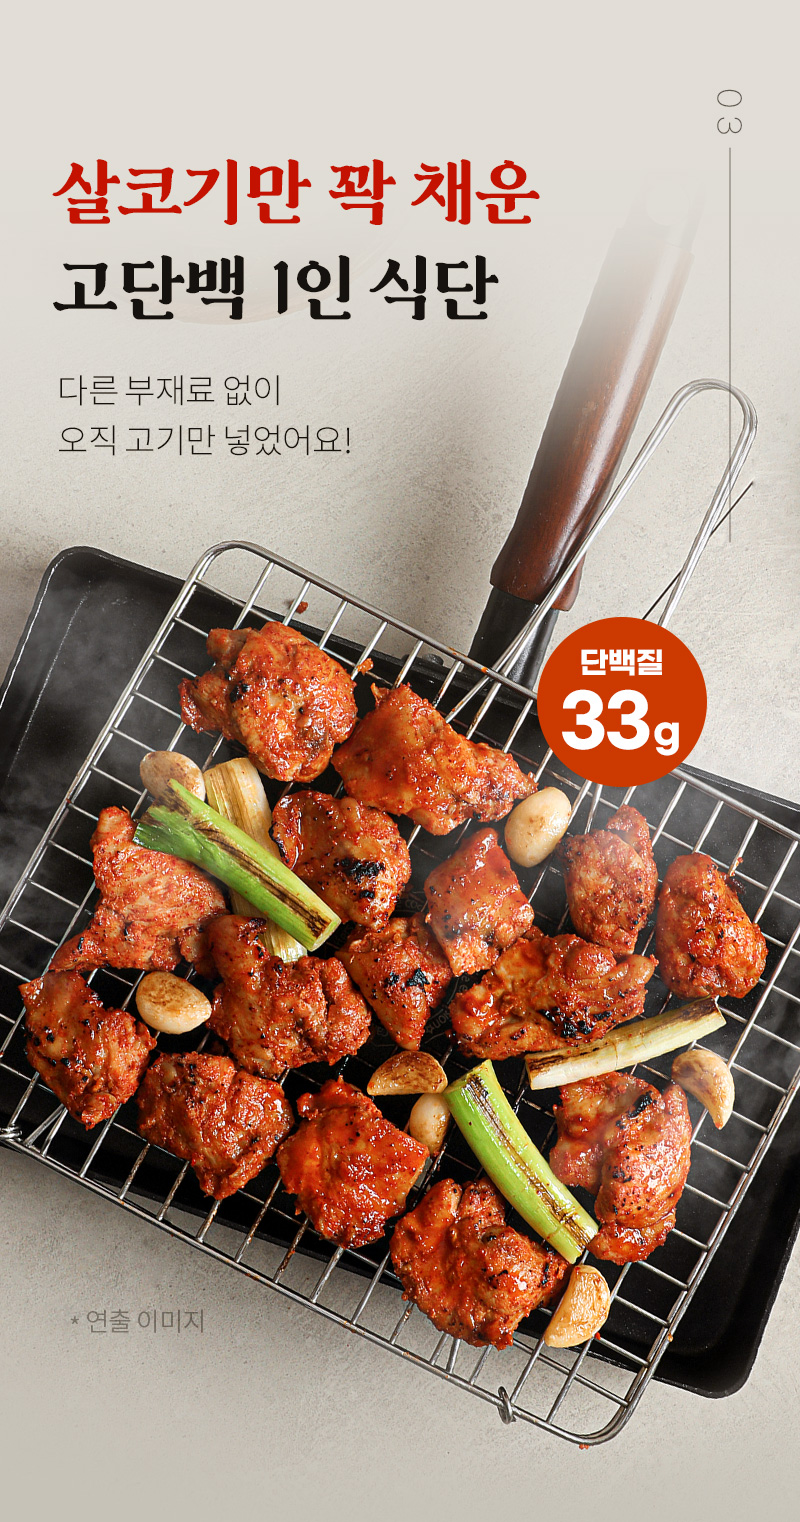 03
살코기만 꽉 채운
고단백 1인 식단
다른 부재료 없이
오직 고기만 넣었어요!
단백질
33g
* 연출 이미지